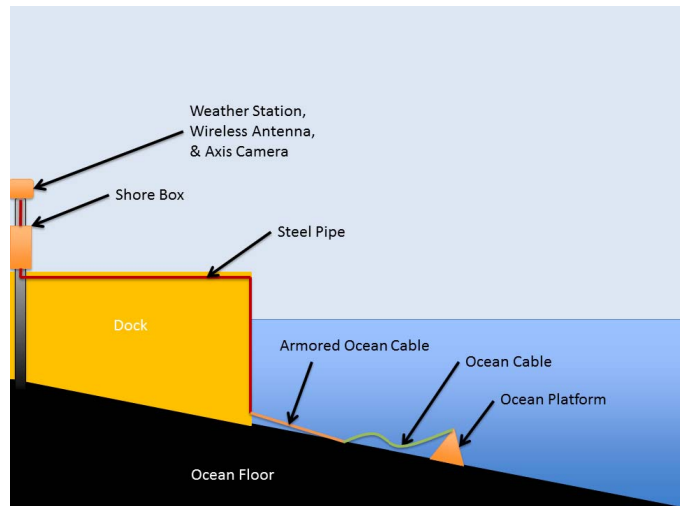 Weather Station,
Wireless Antenna,
& Axis Camera
Shore Box
Steel Pipe
Dock
Armored Ocean Cable
Ocean Cable
Ocean Platform
Ocean Floor